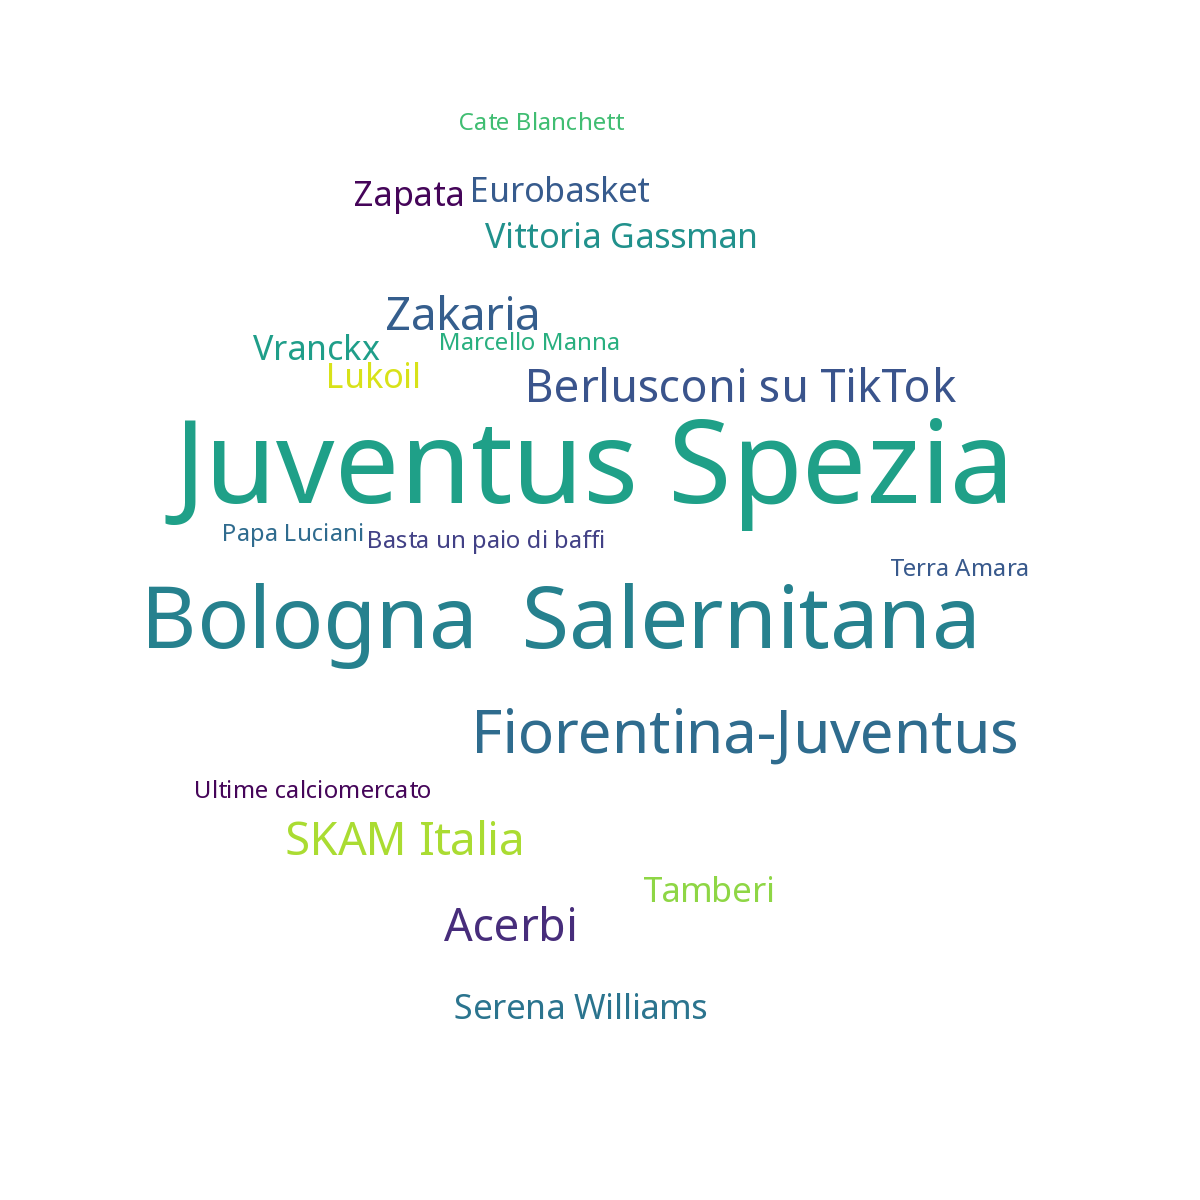 Cate Blanchett
Zapata
Eurobasket
Vittoria Gassman
Zakaria
Marcello Manna
Vranckx
Lukoil
Berlusconi su TikTok
Juventus Spezia
Papa Luciani
Basta un paio di baffi
Terra Amara
Bologna  Salernitana
Fiorentina-Juventus
Ultime calciomercato
SKAM Italia
Tamberi
Acerbi
Serena Williams